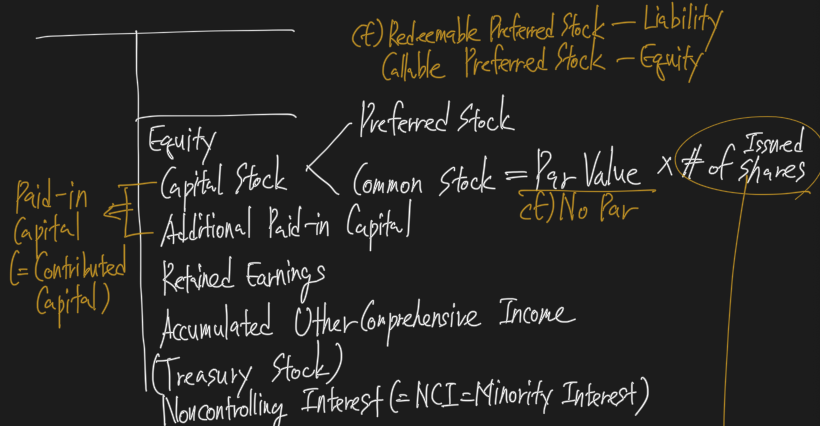 cf) Redeemable Preferred Stock — Liability
Callable Preferred Stock — Equity
Equity
Preferred Stock
Capital Stock
Common Stock = Par Value × # of Issued Shares
cf) No Par
Paid-in
Capital
(= Contributed
Capital)
Additional Paid-in Capital
Retained Earnings
Accumulated Other Comprehensive Income
(Treasury Stock)
Noncontrolling Interest (= NCI = Minority Interest)